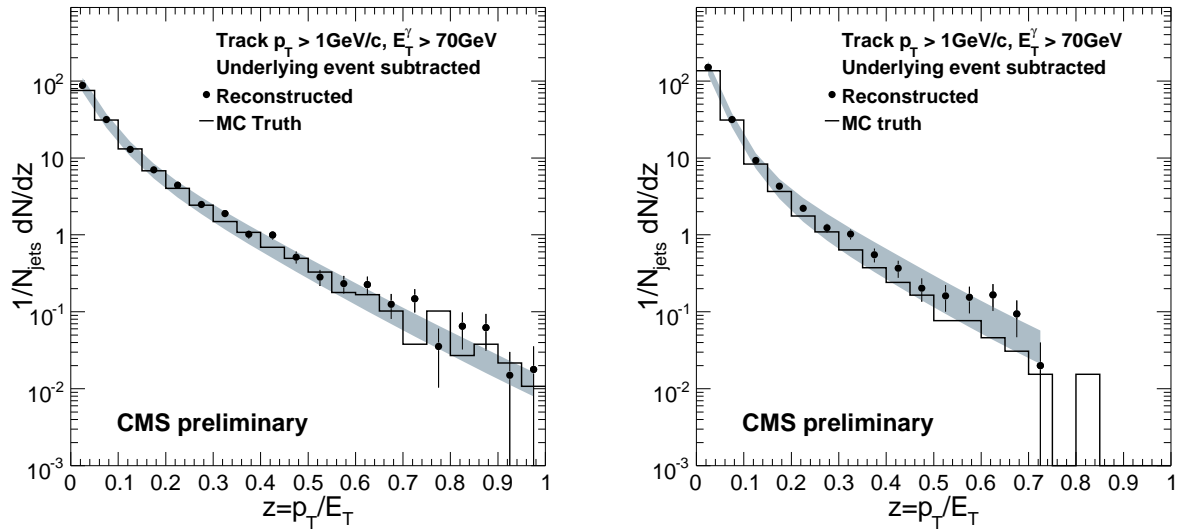 Track p_T > 1GeV/c, E_T^γ > 70GeV
Underlying event subtracted
Reconstructed
MC Truth
1/N_jets dN/dz
10^2
10
1
10^-1
10^-2
10^-3
CMS preliminary
0 0.1 0.2 0.3 0.4 0.5 0.6 0.7 0.8 0.9 1
z=p_T/E_T
Track p_T > 1GeV/c, E_T^γ > 70GeV
Underlying event subtracted
Reconstructed
MC truth
1/N_jets dN/dz
10^2
10
1
10^-1
10^-2
10^-3
CMS preliminary
0 0.1 0.2 0.3 0.4 0.5 0.6 0.7 0.8 0.9 1
z=p_T/E_T